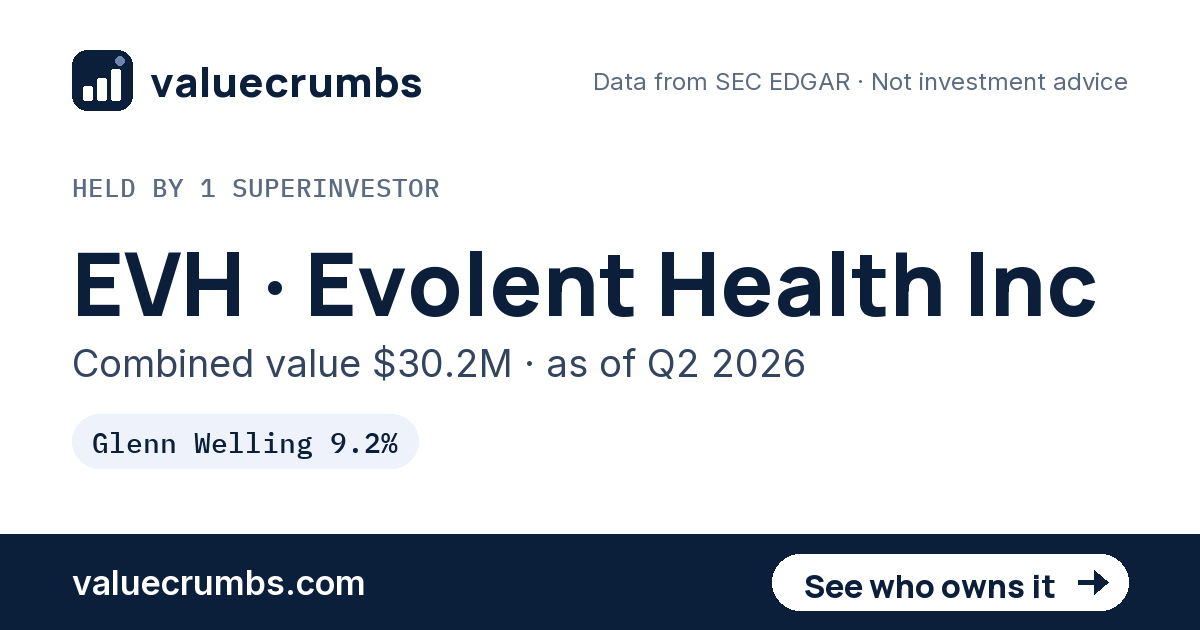 valuecrumbs
Data from SEC EDGAR · Not investment advice
HELD BY 1 SUPERINVESTOR
EVH · Evolent Health Inc
Combined value $30.2M · as of Q2 2026
Glenn Welling 9.2%
valuecrumbs.com
See who owns it →